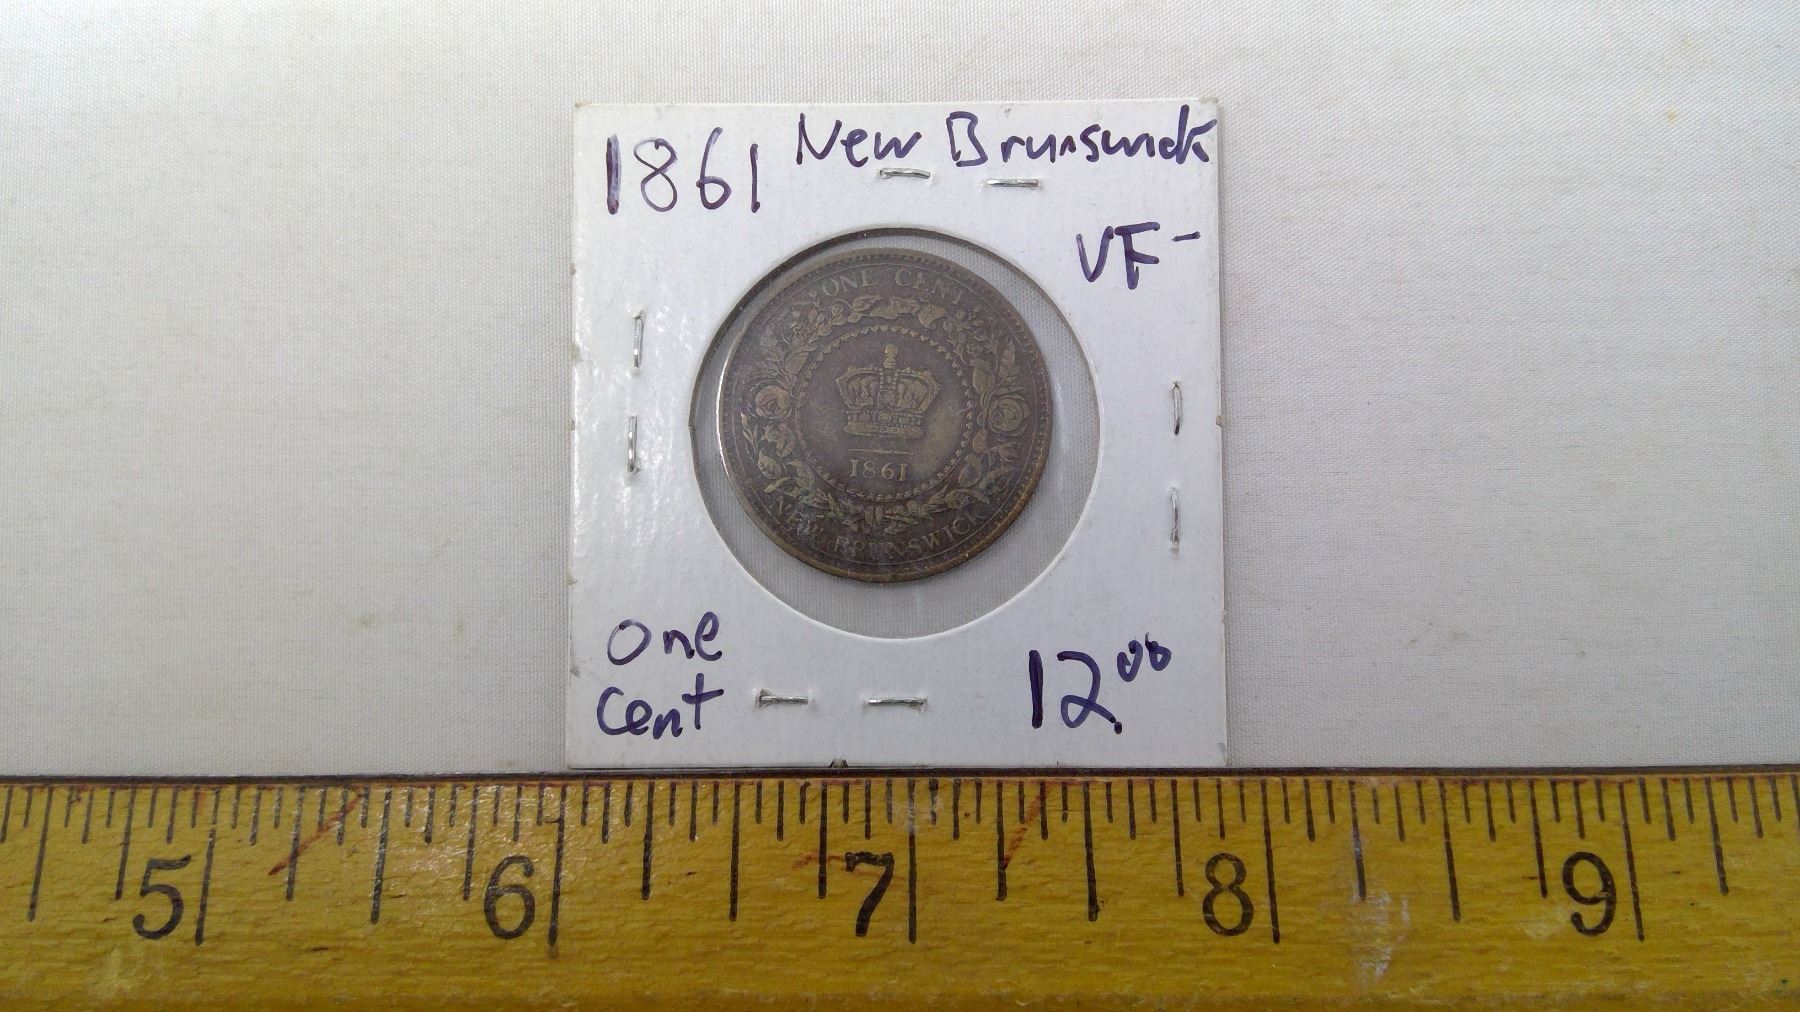 1861 New Brunswick
VF-
ONE CENT
1861
NEW BRUNSWICK
One
cent
12.00
5 6 7 8 9